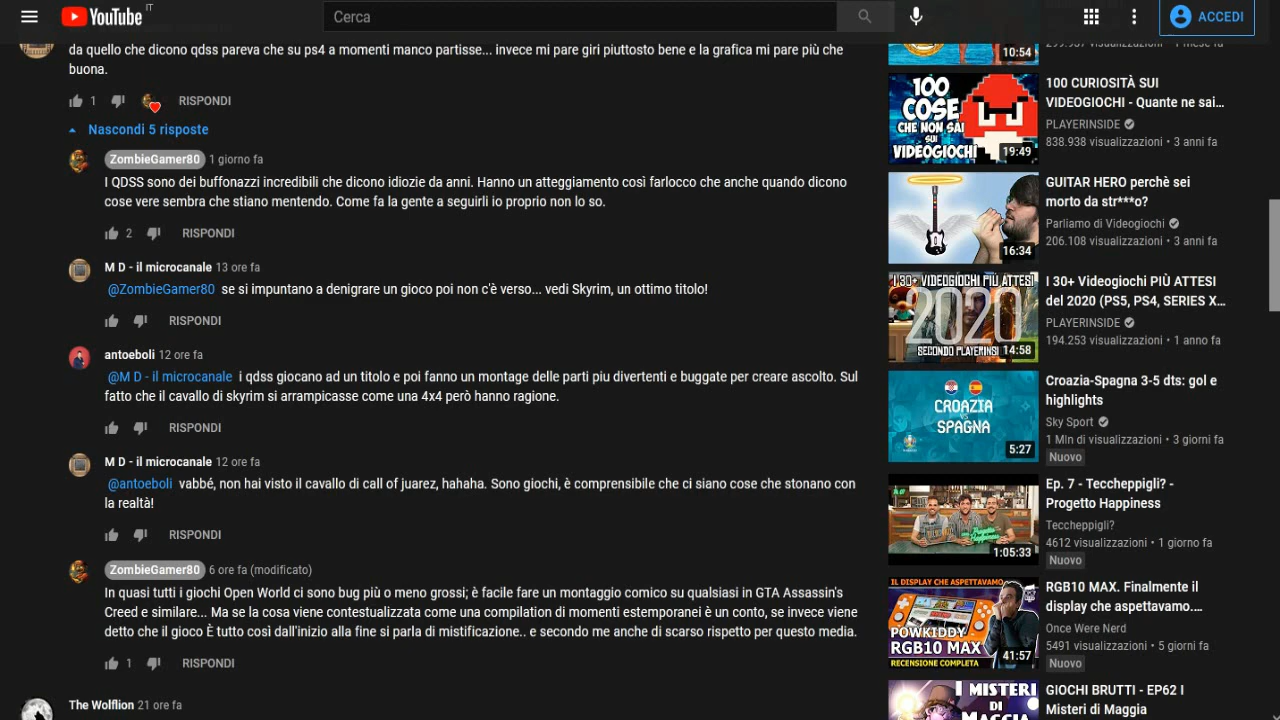 YouTube IT
Cerca
ACCEDI
da quello che dicono qdss pareva che su ps4 a momenti manco partisse... invece mi pare giri piuttosto bene e la grafica mi pare più che
buona.
1
RISPONDI
Nascondi 5 risposte
ZombieGamer80 1 giorno fa
I QDSS sono dei buffonazzi incredibili che dicono idiozie da anni. Hanno un atteggiamento così farlocco che anche quando dicono
cose vere sembra che stiano mentendo. Come fa la gente a seguirli io proprio non lo so.
2
RISPONDI
M D - il microcanale 13 ore fa
@ZombieGamer80 se si impuntano a denigrare un gioco poi non c'è verso... vedi Skyrim, un ottimo titolo!
RISPONDI
antoeboli 12 ore fa
@M D - il microcanale i qdss giocano ad un titolo e poi fanno un montage delle parti piu divertenti e buggate per creare ascolto. Sul
fatto che il cavallo di skyrim si arrampicasse come una 4x4 però hanno ragione.
RISPONDI
M D - il microcanale 12 ore fa
@antoeboli vabbé, non hai visto il cavallo di call of juarez, hahaha. Sono giochi, è comprensibile che ci siano cose che stonano con
la realtà!
RISPONDI
ZombieGamer80 6 ore fa (modificato)
In quasi tutti i giochi Open World ci sono bug più o meno grossi; è facile fare un montaggio comico su qualsiasi in GTA Assassin's
Creed e similare... Ma se la cosa viene contestualizzata come una compilation di momenti estemporanei è un conto, se invece viene
detto che il gioco È tutto così dall'inizio alla fine si parla di mistificazione.. e secondo me anche di scarso rispetto per questo media.
1
RISPONDI
The Wolflion 21 ore fa
10:54
299.937 visualizzazioni • 1 mese fa
100
COSE
CHE NON SAI
SUI
VIDEOGIOCHI
19:49
100 CURIOSITÀ SUI
VIDEOGIOCHI - Quante ne sai...
PLAYERINSIDE
838.938 visualizzazioni • 3 anni fa
16:34
GUITAR HERO perchè sei
morto da str***o?
Parliamo di Videogiochi
206.108 visualizzazioni • 3 anni fa
I 30+ VIDEOGIOCHI PIÙ ATTESI
2020
SECONDO PLAYERINSI
14:58
I 30+ Videogiochi PIÙ ATTESI
del 2020 (PS5, PS4, SERIES X...
PLAYERINSIDE
194.253 visualizzazioni • 1 anno fa
CROAZIA
VS
SPAGNA
5:27
Croazia-Spagna 3-5 dts: gol e
highlights
Sky Sport
1 Mln di visualizzazioni • 3 giorni fa
Nuovo
1:05:33
Ep. 7 - Teccheppigli? -
Progetto Happiness
Teccheppigli?
4612 visualizzazioni • 1 giorno fa
Nuovo
IL DISPLAY CHE ASPETTAVAMO
POWKIDDY
RGB10 MAX
RECENSIONE COMPLETA
41:57
RGB10 MAX. Finalmente il
display che aspettavamo....
Once Were Nerd
5491 visualizzazioni • 5 giorni fa
Nuovo
I MISTERI
DI
MAGGIA
GIOCHI BRUTTI - EP62 I
Misteri di Maggia